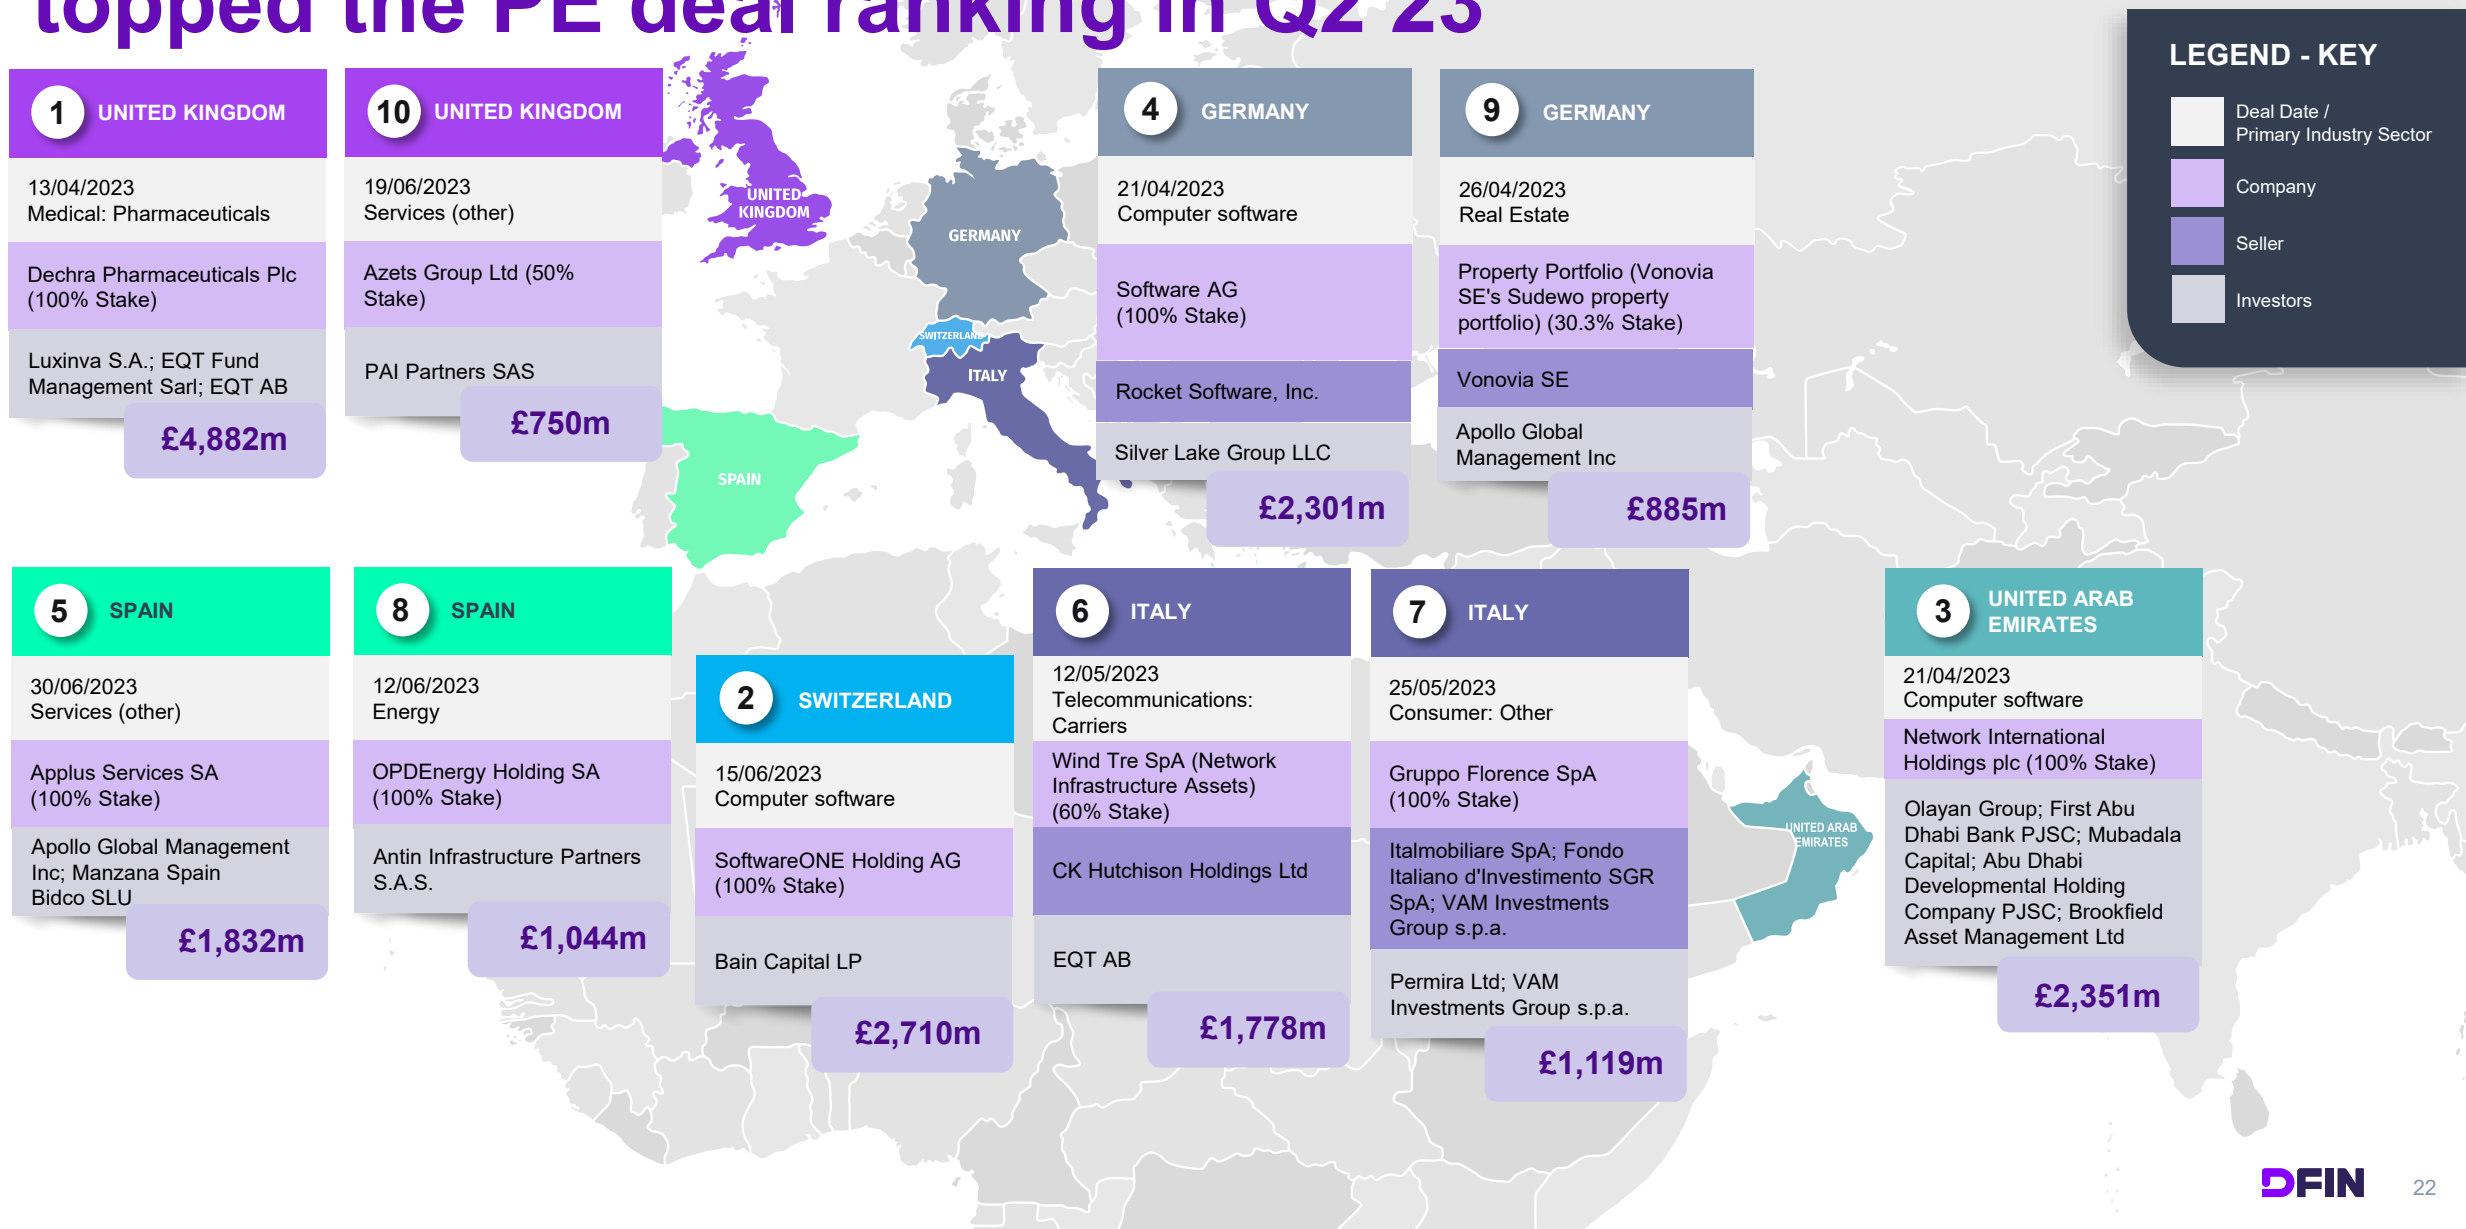 topped the PE deal ranking in Q2 23
LEGEND - KEY
Deal Date /
Primary Industry Sector
Company
Seller
Investors
1 UNITED KINGDOM
13/04/2023
Medical: Pharmaceuticals
Dechra Pharmaceuticals Plc
(100% Stake)
Luxinva S.A.; EQT Fund
Management Sarl; EQT AB
£4,882m
10 UNITED KINGDOM
19/06/2023
Services (other)
Azets Group Ltd (50%
Stake)
PAI Partners SAS
£750m
UNITED
KINGDOM
GERMANY
SWITZERLAND
ITALY
SPAIN
4 GERMANY
21/04/2023
Computer software
Software AG
(100% Stake)
Rocket Software, Inc.
Silver Lake Group LLC
£2,301m
9 GERMANY
26/04/2023
Real Estate
Property Portfolio (Vonovia
SE's Sudewo property
portfolio) (30.3% Stake)
Vonovia SE
Apollo Global
Management Inc
£885m
5 SPAIN
30/06/2023
Services (other)
Applus Services SA
(100% Stake)
Apollo Global Management
Inc; Manzana Spain
Bidco SLU
£1,832m
8 SPAIN
12/06/2023
Energy
OPDEnergy Holding SA
(100% Stake)
Antin Infrastructure Partners
S.A.S.
£1,044m
2 SWITZERLAND
15/06/2023
Computer software
SoftwareONE Holding AG
(100% Stake)
Bain Capital LP
£2,710m
6 ITALY
12/05/2023
Telecommunications:
Carriers
Wind Tre SpA (Network
Infrastructure Assets)
(60% Stake)
CK Hutchison Holdings Ltd
EQT AB
£1,778m
7 ITALY
25/05/2023
Consumer: Other
Gruppo Florence SpA
(100% Stake)
Italmobiliare SpA; Fondo
Italiano d'Investimento SGR
SpA; VAM Investments
Group s.p.a.
Permira Ltd; VAM
Investments Group s.p.a.
£1,119m
UNITED ARAB
EMIRATES
3 UNITED ARAB
EMIRATES
21/04/2023
Computer software
Network International
Holdings plc (100% Stake)
Olayan Group; First Abu
Dhabi Bank PJSC; Mubadala
Capital; Abu Dhabi
Developmental Holding
Company PJSC; Brookfield
Asset Management Ltd
£2,351m
DFIN
22